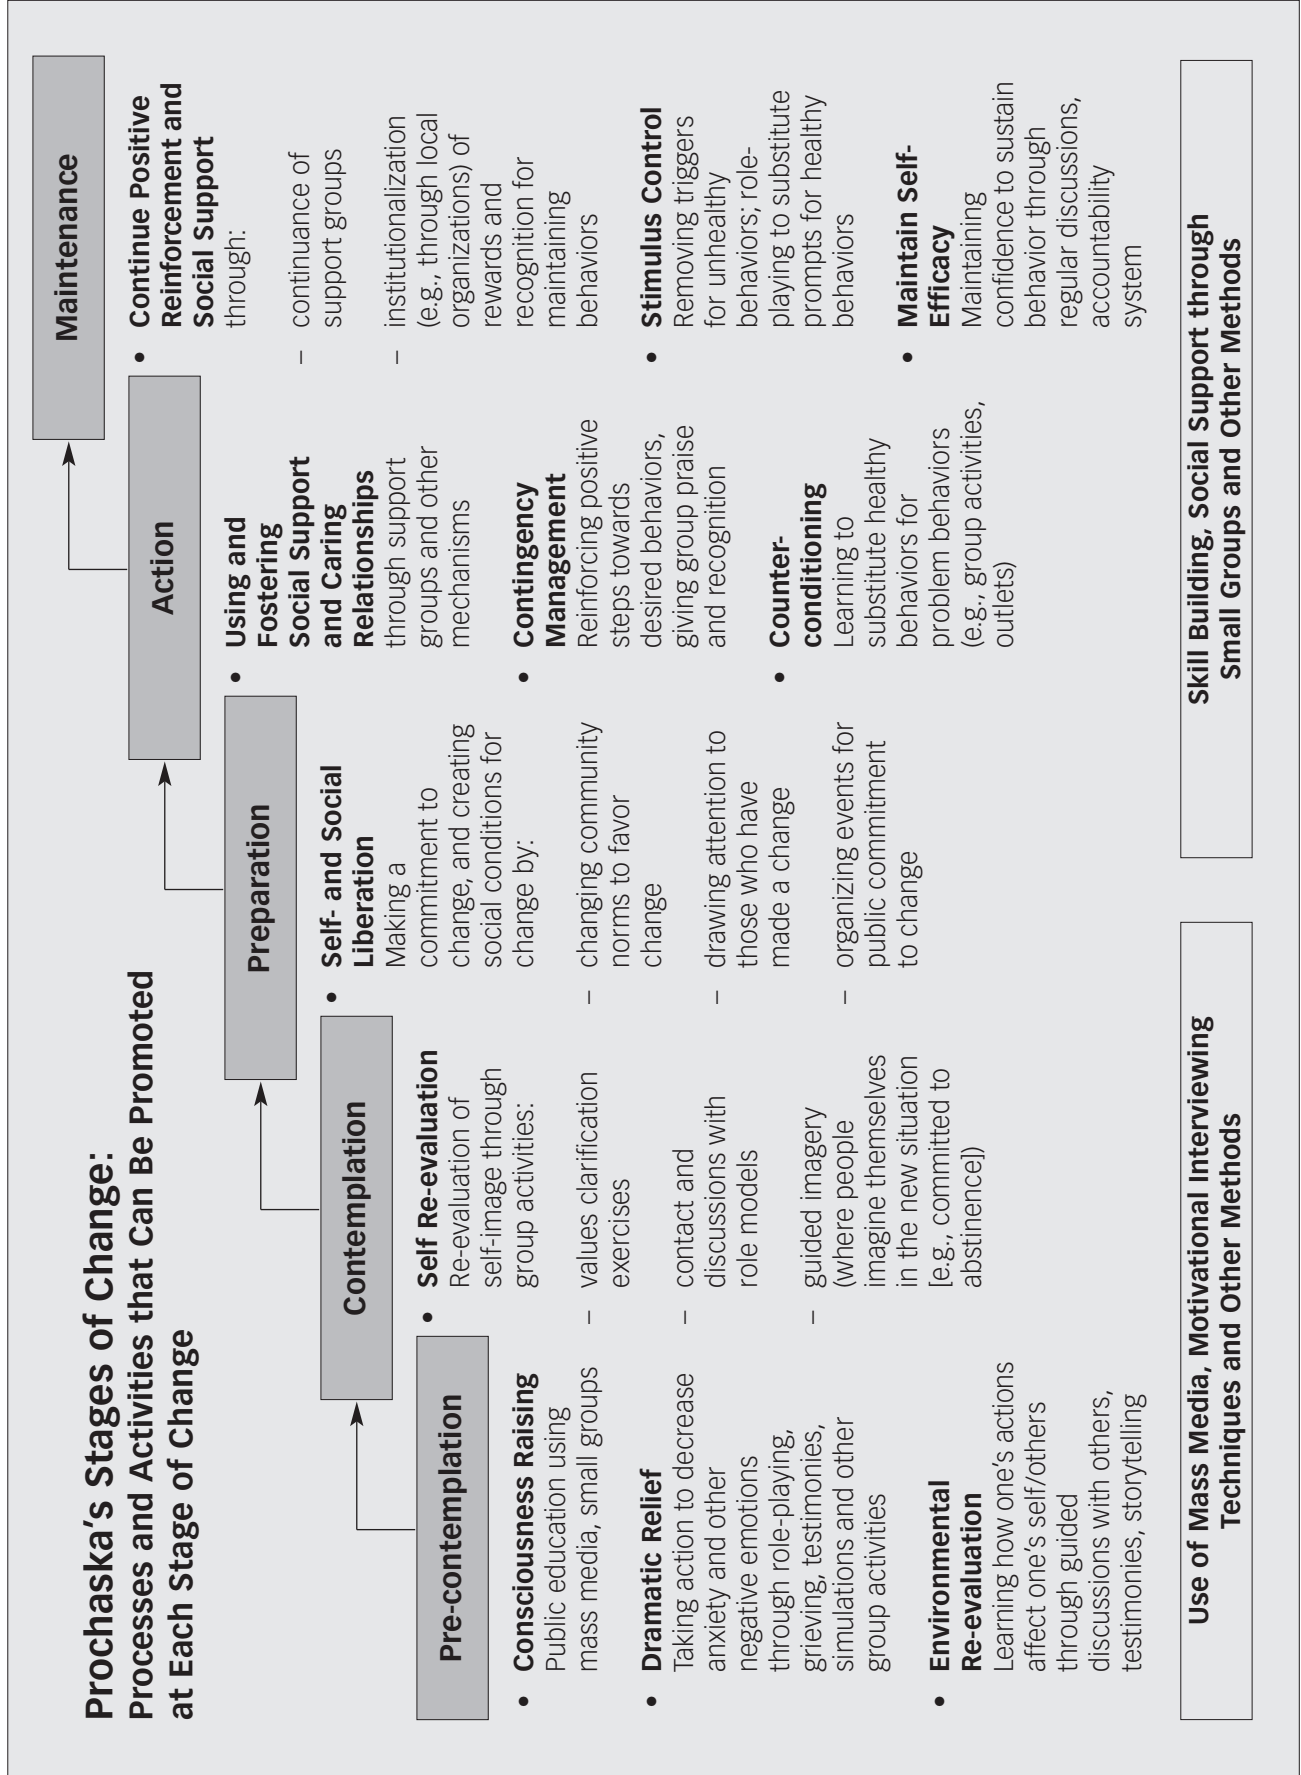 Prochaska's Stages of Change:
Processes and Activities that Can Be Promoted
at Each Stage of Change
Pre-contemplation
• Consciousness Raising
Public education using
mass media, small groups
• Dramatic Relief
Taking action to decrease
anxiety and other
negative emotions
through role-playing,
grieving, testimonies,
simulations and other
group activities
• Environmental
Re-evaluation
Learning how one's actions
affect one's self/others
through guided
discussions with others,
testimonies, storytelling
Contemplation
• Self Re-evaluation
Re-evaluation of
self-image through
group activities:
– values clarification
exercises
– contact and
discussions with
role models
– guided imagery
(where people
imagine themselves
in the new situation
[e.g., committed to
abstinence])
Preparation
• Self- and Social
Liberation
Making a
commitment to
change, and creating
social conditions for
change by:
– changing community
norms to favor
change
– drawing attention to
those who have
made a change
– organizing events for
public commitment
to change
Action
• Using and
Fostering
Social Support
and Caring
Relationships
through support
groups and other
mechanisms
• Contingency
Management
Reinforcing positive
steps towards
desired behaviors,
giving group praise
and recognition
• Counter-
conditioning
Learning to
substitute healthy
behaviors for
problem behaviors
(e.g., group activities,
outlets)
Maintenance
• Continue Positive
Reinforcement and
Social Support
through:
– continuance of
support groups
– institutionalization
(e.g., through local
organizations) of
rewards and
recognition for
maintaining
behaviors
• Stimulus Control
Removing triggers
for unhealthy
behaviors; role-
playing to substitute
prompts for healthy
behaviors
• Maintain Self-
Efficacy
Maintaining
confidence to sustain
behavior through
regular discussions,
accountability
system
Use of Mass Media, Motivational Interviewing
Techniques and Other Methods
Skill Building, Social Support through
Small Groups and Other Methods